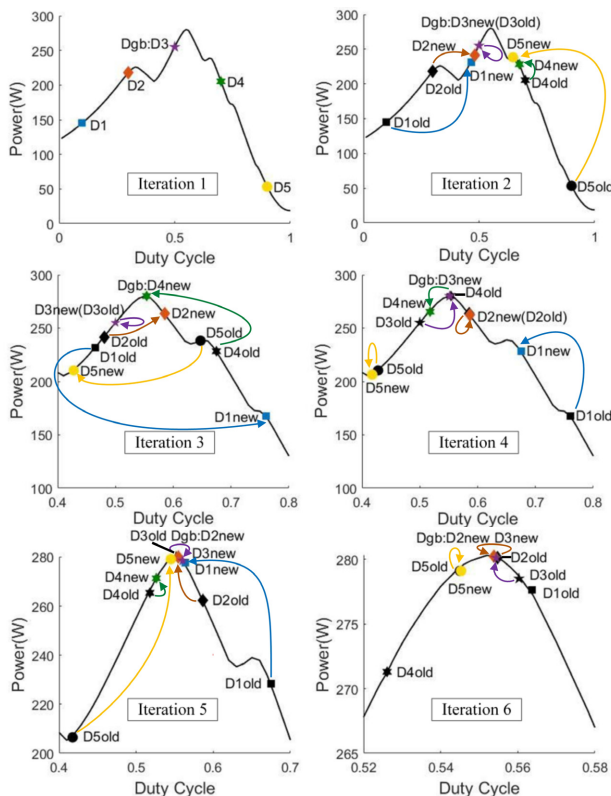 300
250
200
150
100
50
0
Power(W)
Dgb:D3
D2
D1
D4
D5
Iteration 1
0
0.5
1
Duty Cycle
300
250
200
150
100
50
0
Power(W)
Dgb:D3new(D3old)
D2new
D5new
D4new
D1new
D2old
D4old
D1old
D5old
Iteration 2
0
0.5
1
Duty Cycle
300
250
200
150
100
Power(W)
Dgb:D4new
D3new(D3old)
D2new
D2old
D5old
D1old
D4old
D5new
D1new
Iteration 3
0.4
0.5
0.6
0.7
0.8
Duty Cycle
300
250
200
150
100
Power(W)
Dgb:D3new
D4old
D4new
D3old
D2new(D2old)
D1new
D5old
D5new
D1old
Iteration 4
0.4
0.5
0.6
0.7
0.8
Duty Cycle
280
260
240
220
200
Power(W)
D3old Dgb:D2new
D5new
D3new
D4new
D1new
D4old
D2old
D1old
D5old
Iteration 5
0.4
0.5
0.6
0.7
Duty Cycle
285
280
275
270
265
Power(W)
Dgb:D2new D3new
D5old
D2old
D5new
D3old
D1old
D4old
Iteration 6
0.52
0.54
0.56
0.58
Duty Cycle